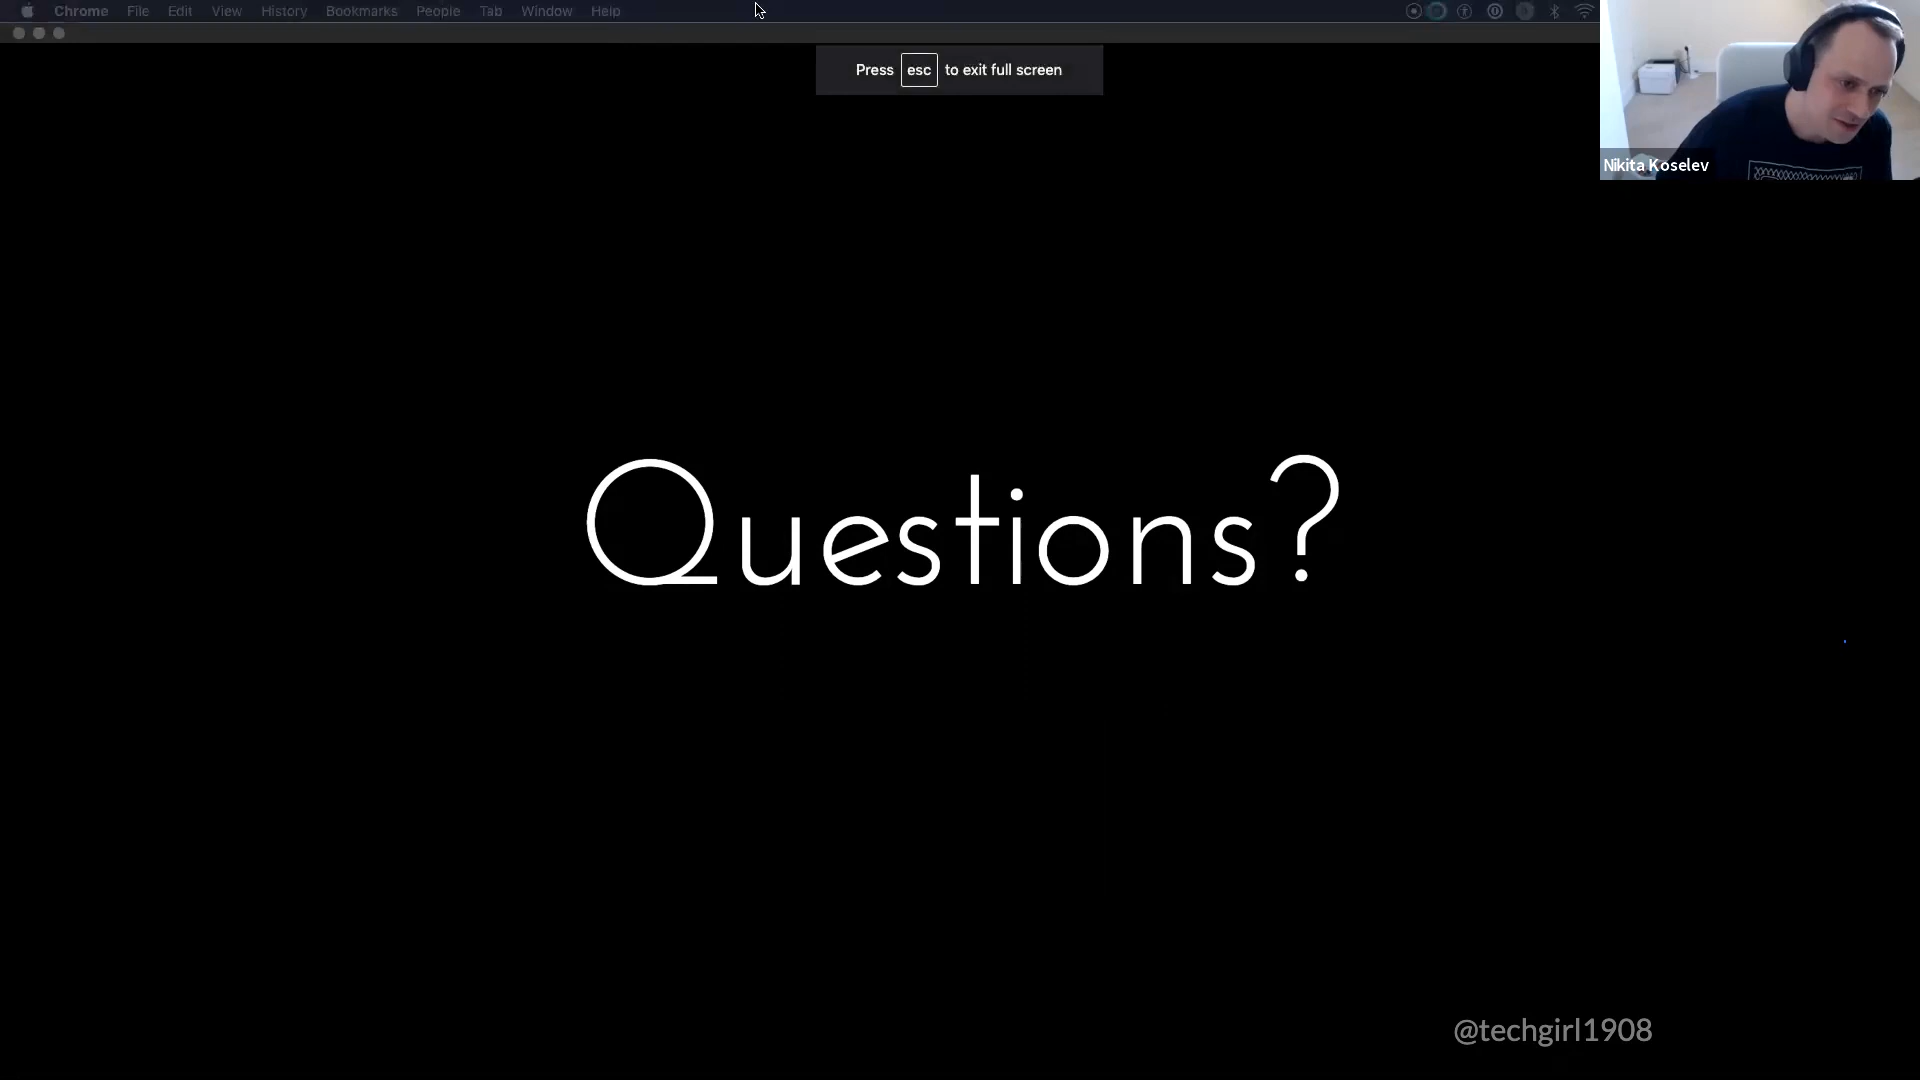 Chrome File Edit View History Bookmarks People Tab Window Help
Press esc to exit full screen
Nikita Koselev
Questions?
@techgirl1908